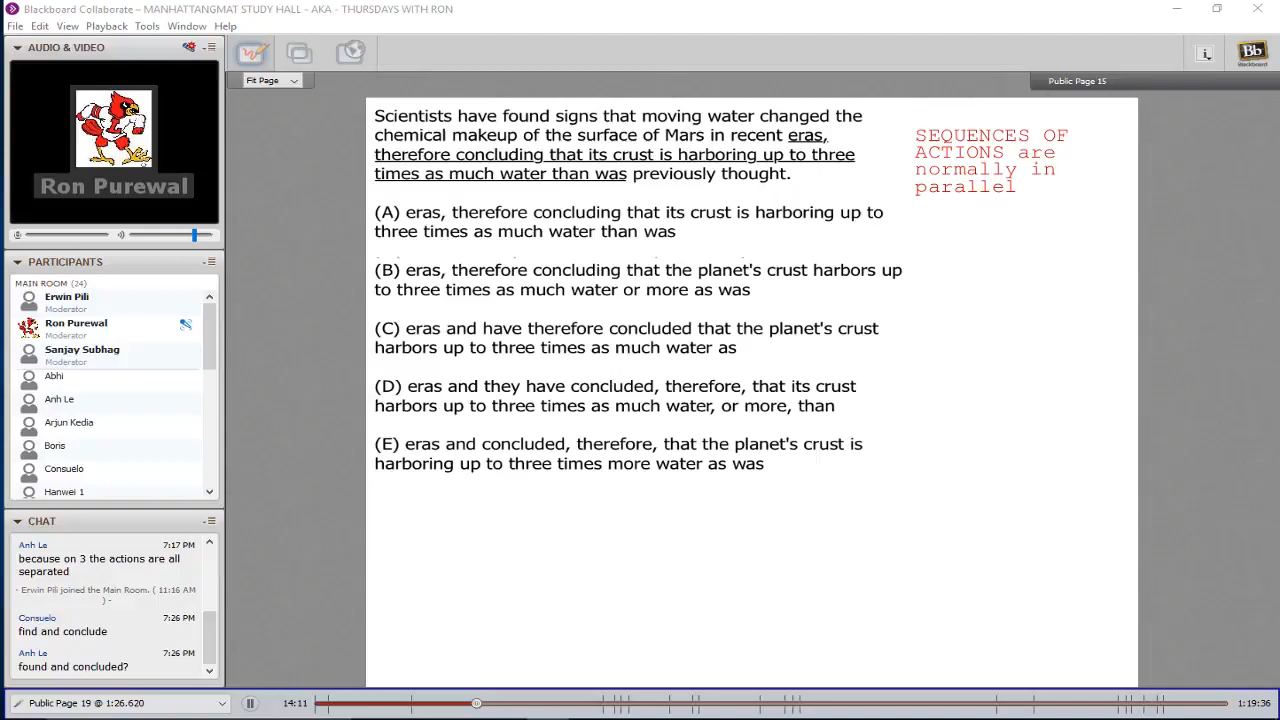 Blackboard Collaborate – MANHATTANGMAT STUDY HALL - AKA - THURSDAYS WITH RON
File Edit View Playback Tools Window Help
AUDIO & VIDEO
Ron Purewal
PARTICIPANTS
MAIN ROOM (24)
Erwin Pili
Moderator
Ron Purewal
Moderator
Sanjay Subhag
Moderator
Abhi
Anh Le
Arjun Kedia
Boris
Consuelo
Hanwei 1
CHAT
Anh Le 7:17 PM
because on 3 the actions are all
separated
- Erwin Pili joined the Main Room. ( 11:16 AM
) -
Consuelo 7:26 PM
find and conclude
Anh Le 7:26 PM
found and concluded?
Fit Page
Public Page 15
i
Bb
Blackboard
Scientists have found signs that moving water changed the
chemical makeup of the surface of Mars in recent eras,
therefore concluding that its crust is harboring up to three
times as much water than was previously thought.
(A) eras, therefore concluding that its crust is harboring up to
three times as much water than was
(B) eras, therefore concluding that the planet's crust harbors up
to three times as much water or more as was
(C) eras and have therefore concluded that the planet's crust
harbors up to three times as much water as
(D) eras and they have concluded, therefore, that its crust
harbors up to three times as much water, or more, than
(E) eras and concluded, therefore, that the planet's crust is
harboring up to three times more water as was
SEQUENCES OF
ACTIONS are
normally in
parallel
Public Page 19 @ 1:26.620
14:11
1:19:36